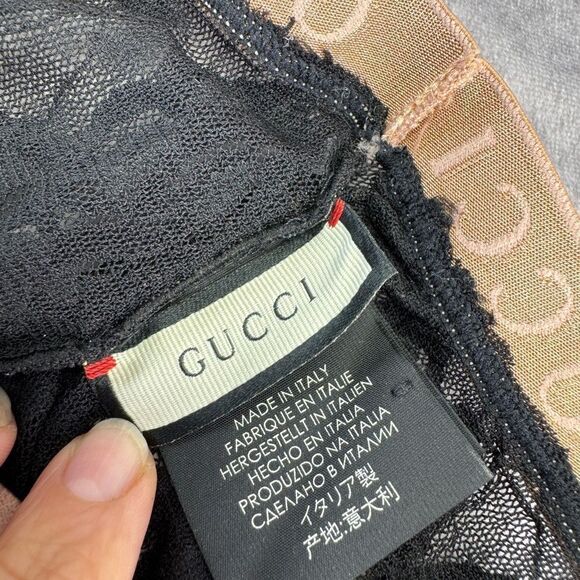 GUCCI
MADE IN ITALY
FABRIQUE EN ITALIE
HERGESTELLT IN ITALIEN
HECHO EN ITALIA
PRODUZIDO NA ITALIA
СДЕЛАНО В ИТАЛИИ
イタリア製
产地:意大利
UCCI